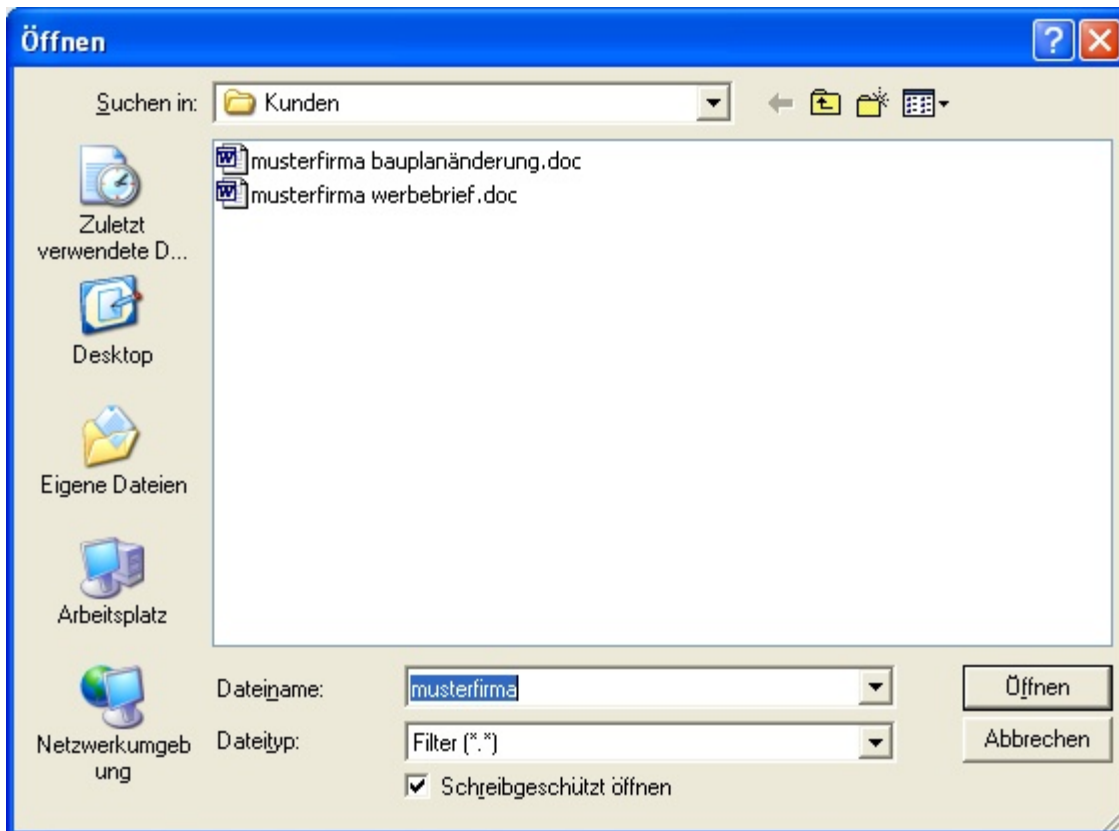 Öffnen
Suchen in:
Kunden
musterfirma bauplanänderung.doc
musterfirma werbebrief.doc
Zuletzt
verwendete D...
Desktop
Eigene Dateien
Arbeitsplatz
Netzwerkumgeb
ung
Dateiname:
musterfirma
Öffnen
Dateityp:
Filter (*.*)
Abbrechen
Schreibgeschützt öffnen